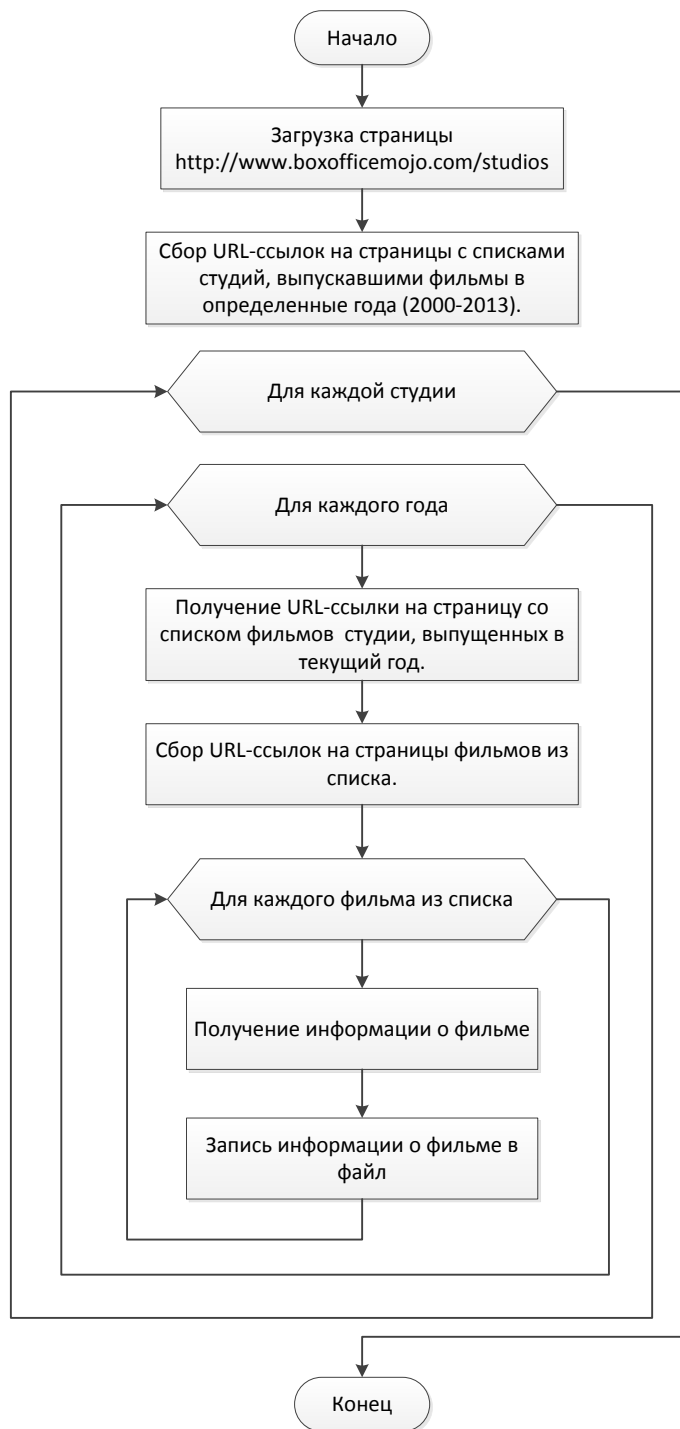 Начало
Загрузка страницы
http://www.boxofficemojo.com/studios
Сбор URL-ссылок на страницы с списками
студий, выпускавшими фильмы в
определенные года (2000-2013).
Для каждой студии
Для каждого года
Получение URL-ссылки на страницу со
списком фильмов студии, выпущенных в
текущий год.
Сбор URL-ссылок на страницы фильмов из
списка.
Для каждого фильма из списка
Получение информации о фильме
Запись информации о фильме в
файл
Конец